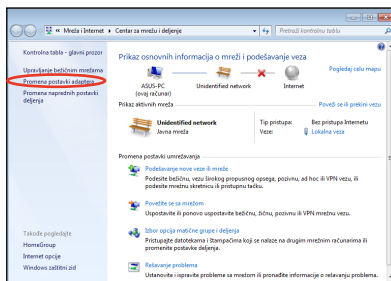 « Mreža i Internet ▸ Centar za mrežu i deljenje
Pretraži kontrolnu tablu
Kontrolna tabla - glavni prozor
Upravljanje bežičnim mrežama
Promena postavki adaptera
Promena naprednih postavki
deljenja
Takođe pogledajte
HomeGroup
Internet opcije
Windows zaštitni zid
Prikaz osnovnih informacija o mreži i podešavanje veza
Pogledaj celu mapu
ASUS-PC
(ovaj računar)
Unidentified network
Internet
Prikaz aktivnih mreža
Poveži se ili prekini vezu
Unidentified network
Javna mreža
Tip pristupa: Bez pristupa Internetu
Veze: Lokalna veza
Promena postavki umrežavanja
Podešavanje nove veze ili mreže
Podesite bežičnu, vezu širokog propusnog opsega, pozivnu, ad hoc ili VPN vezu, ili
podesite mrežnu skretnicu ili pristupnu tačku.
Povežite se sa mrežom
Uspostavite ili ponovo uspostavite bežičnu, žičnu, pozivnu ili VPN mrežnu vezu.
Izbor opcija matične grupe i deljenja
Pristupajte datotekama i štampačima koji se nalaze na drugim mrežnim računarima ili
promenite postavke deljenja.
Rešavanje problema
Ustanovite i ispravite probleme sa mrežom ili pronađite informacije o rešavanju problema.